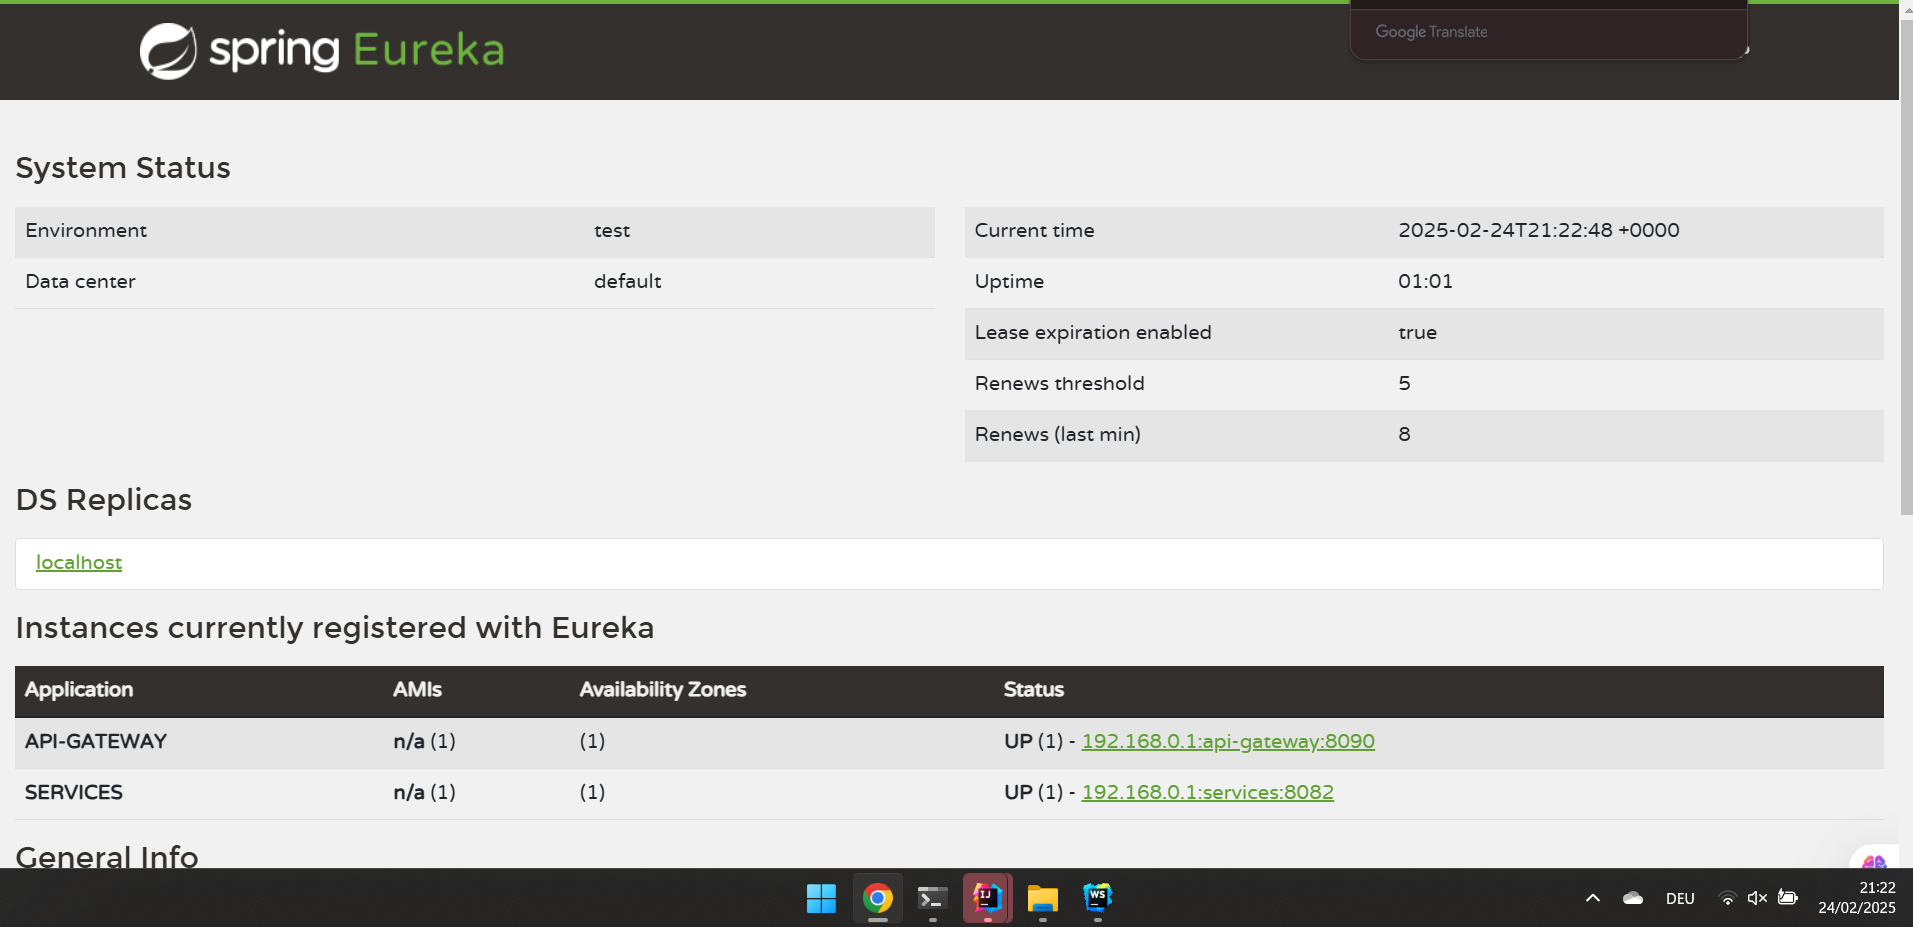 Google Translate
spring Eureka
System Status
Environment test
Data center default
Current time 2025-02-24T21:22:48 +0000
Uptime 01:01
Lease expiration enabled true
Renews threshold 5
Renews (last min) 8
DS Replicas
localhost
Instances currently registered with Eureka
Application AMIs Availability Zones Status
API-GATEWAY n/a (1) (1) UP (1) - 192.168.0.1:api-gateway:8090
SERVICES n/a (1) (1) UP (1) - 192.168.0.1:services:8082
General Info
IJ
WS
DEU
21:22
24/02/2025